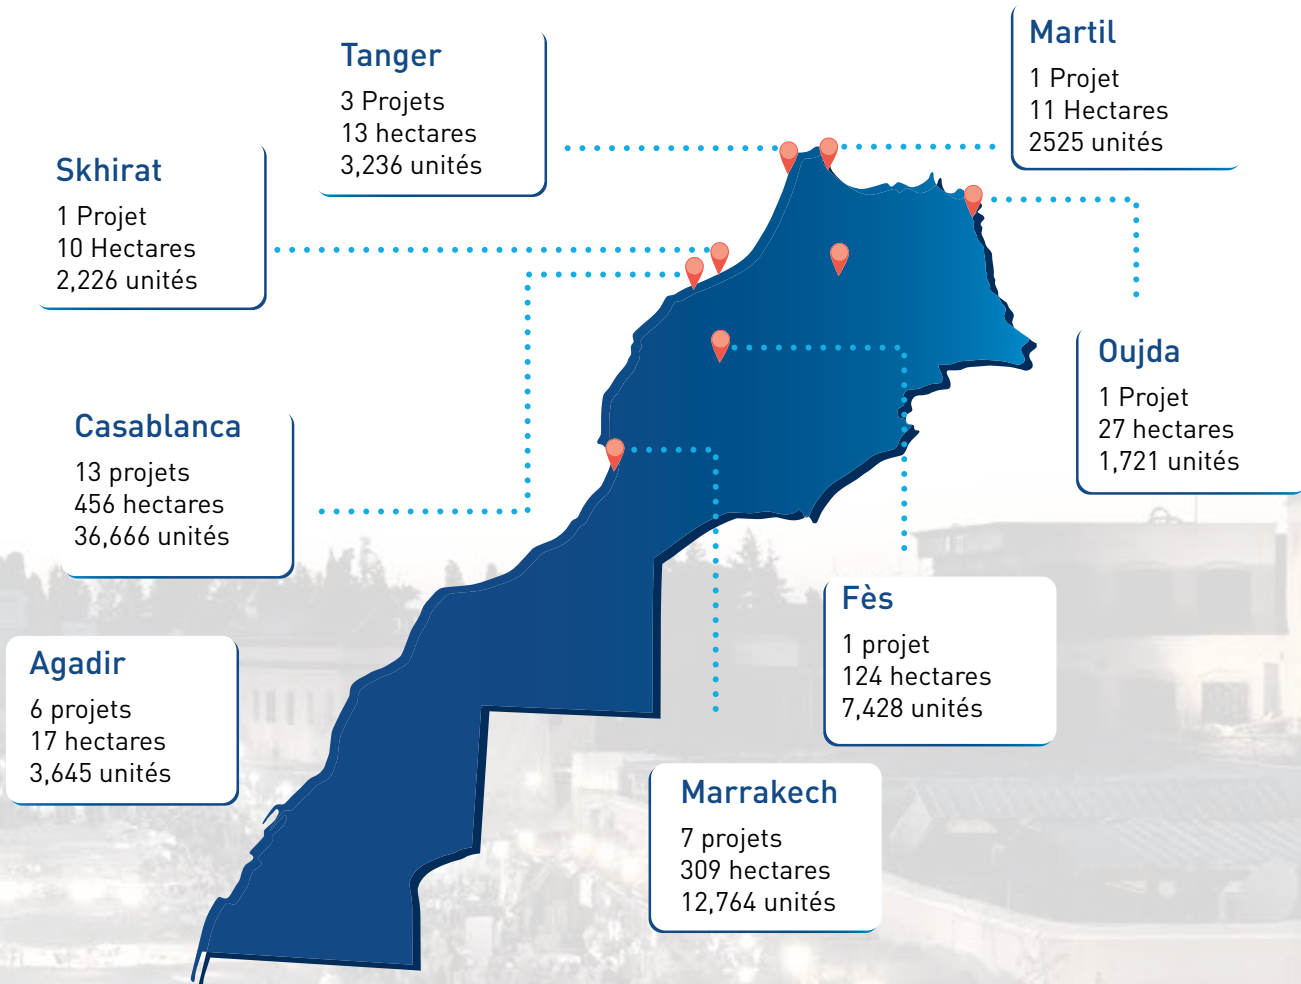 Tanger
3 Projets
13 hectares
3,236 unités
Martil
1 Projet
11 Hectares
2525 unités
Skhirat
1 Projet
10 Hectares
2,226 unités
Oujda
1 Projet
27 hectares
1,721 unités
Casablanca
13 projets
456 hectares
36,666 unités
Fès
1 projet
124 hectares
7,428 unités
Agadir
6 projets
17 hectares
3,645 unités
Marrakech
7 projets
309 hectares
12,764 unités